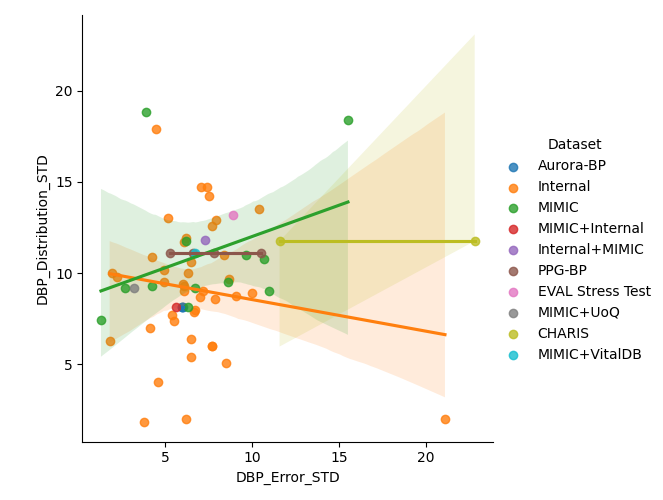 20
15
10
5
DBP_Distribution_STD
5
10
15
20
DBP_Error_STD
Dataset
Aurora-BP
Internal
MIMIC
MIMIC+Internal
Internal+MIMIC
PPG-BP
EVAL Stress Test
MIMIC+UoQ
CHARIS
MIMIC+VitalDB